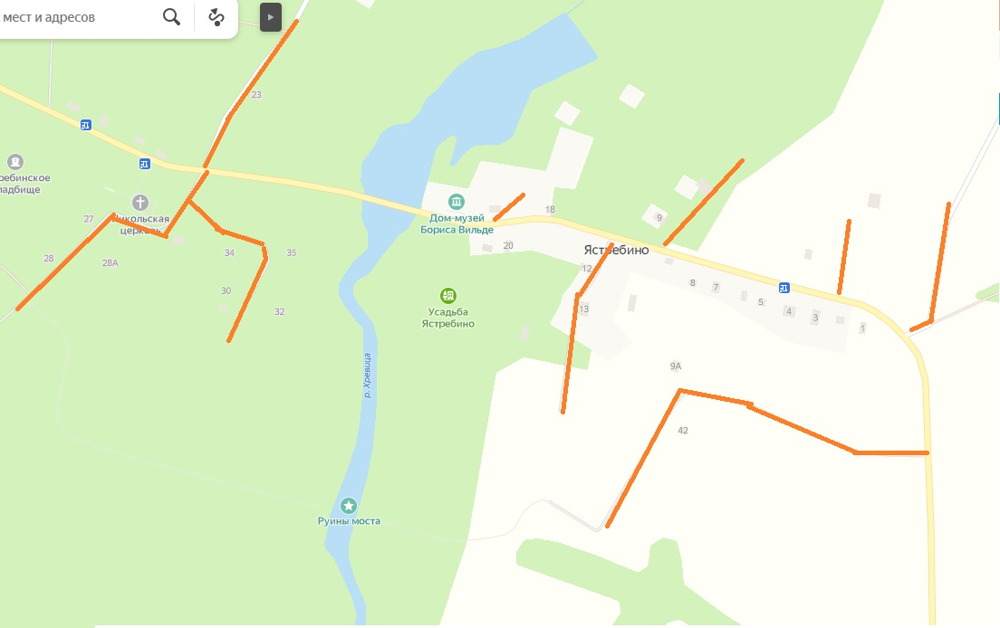 мест и адресов
23
ребинское
ладбище
27
Никольская
церковь
28
28А
34
35
30
32
Дом-музей
Бориса Вильде
18
20
9
Ястребино
12
13
8
7
5
4
3
1
Усадьба
Ястребино
р. Хревица
9А
42
Руины моста